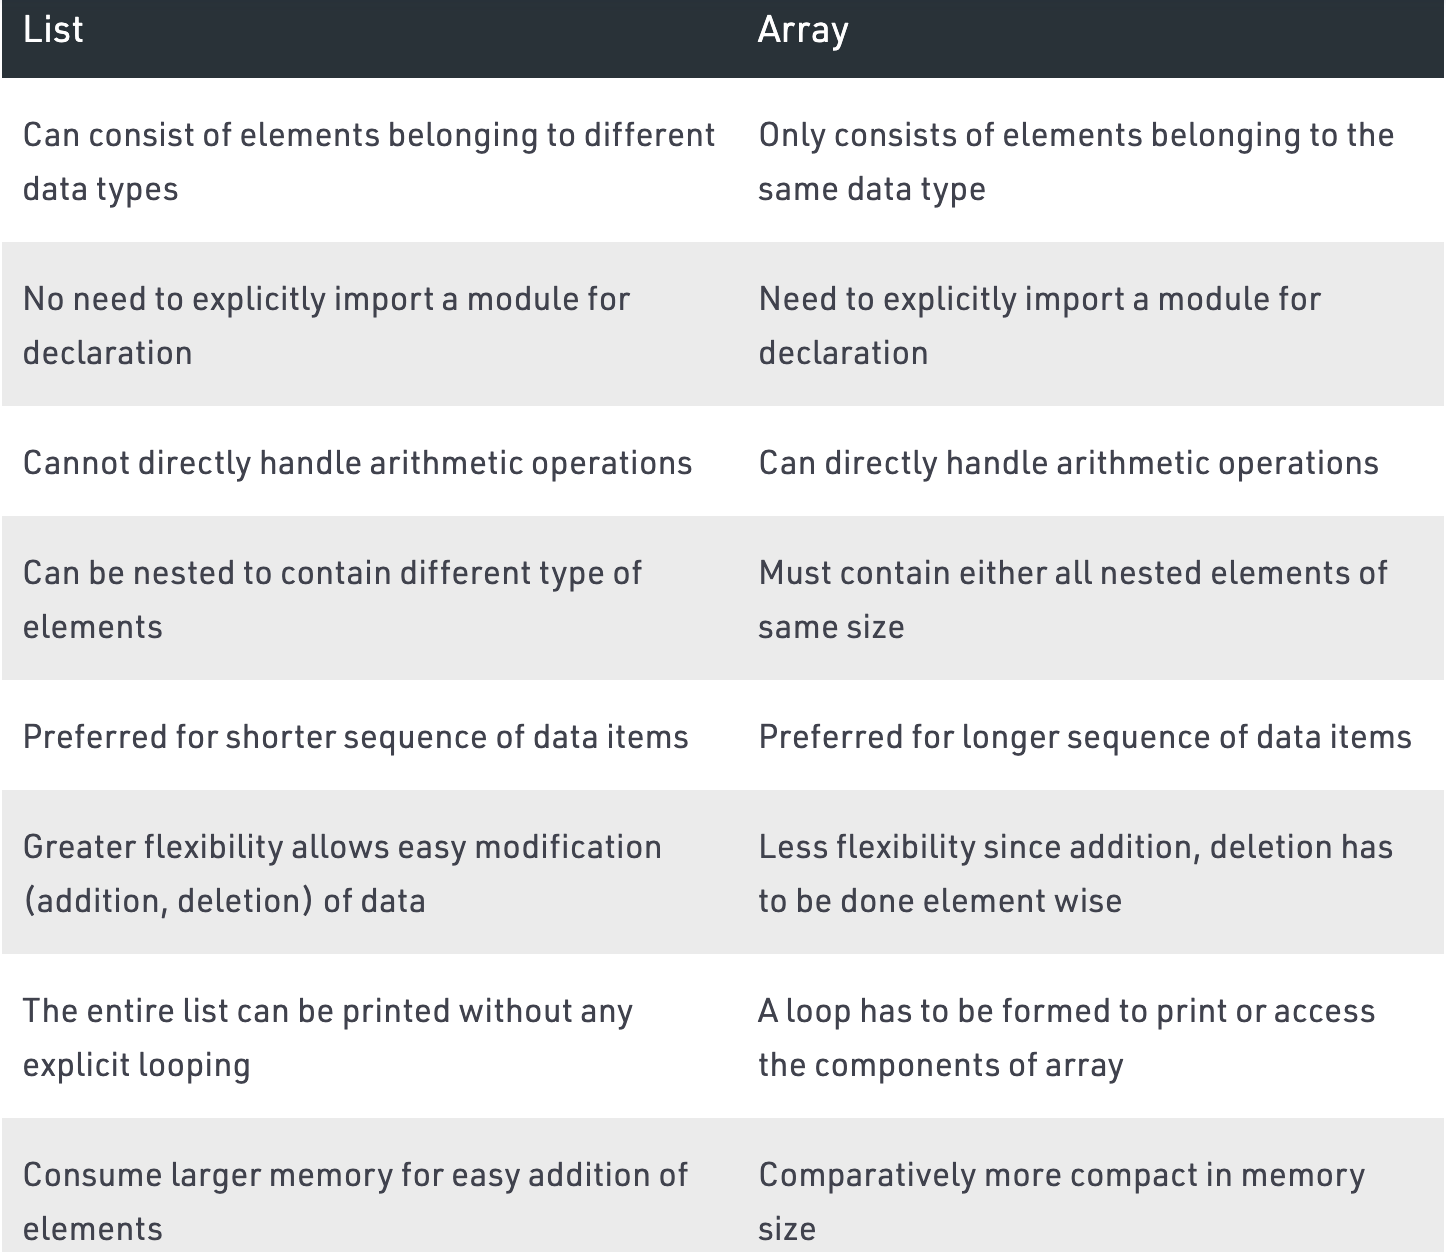 List
Array
Can consist of elements belonging to different
data types
Only consists of elements belonging to the
same data type
No need to explicitly import a module for
declaration
Need to explicitly import a module for
declaration
Cannot directly handle arithmetic operations
Can directly handle arithmetic operations
Can be nested to contain different type of
elements
Must contain either all nested elements of
same size
Preferred for shorter sequence of data items
Preferred for longer sequence of data items
Greater flexibility allows easy modification
(addition, deletion) of data
Less flexibility since addition, deletion has
to be done element wise
The entire list can be printed without any
explicit looping
A loop has to be formed to print or access
the components of array
Consume larger memory for easy addition of
elements
Comparatively more compact in memory
size